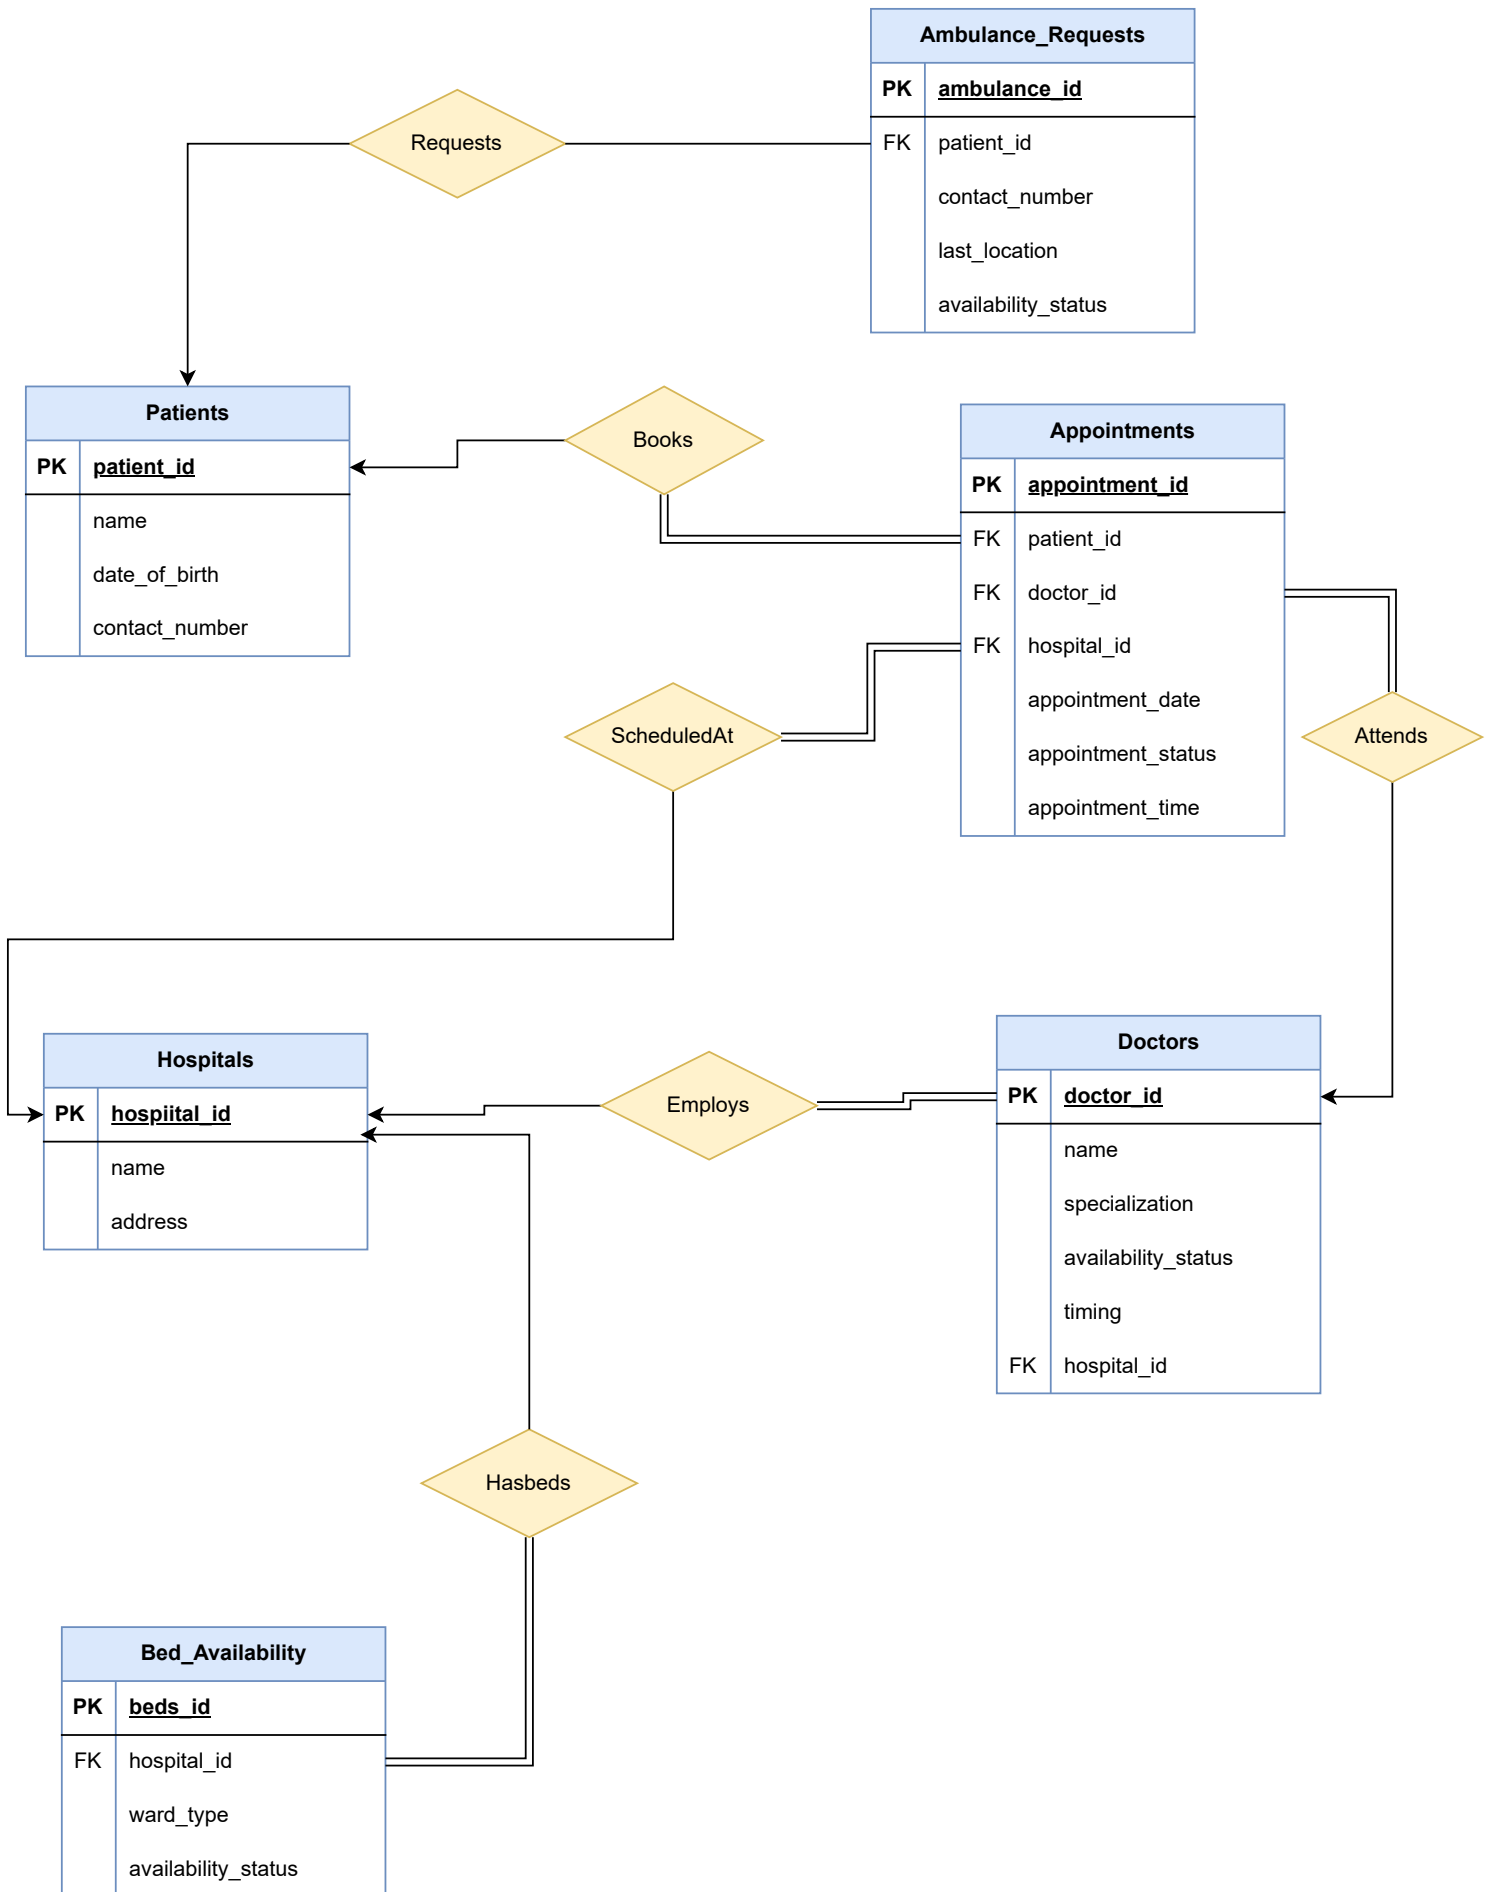 Ambulance_Requests
PK ambulance_id
FK patient_id
contact_number
last_location
availability_status
Requests
Patients
PK patient_id
name
date_of_birth
contact_number
Books
Appointments
PK appointment_id
FK patient_id
FK doctor_id
FK hospital_id
appointment_date
appointment_status
appointment_time
ScheduledAt
Attends
Hospitals
PK hospiital_id
name
address
Employs
Doctors
PK doctor_id
name
specialization
availability_status
timing
FK hospital_id
Hasbeds
Bed_Availability
PK beds_id
FK hospital_id
ward_type
availability_status